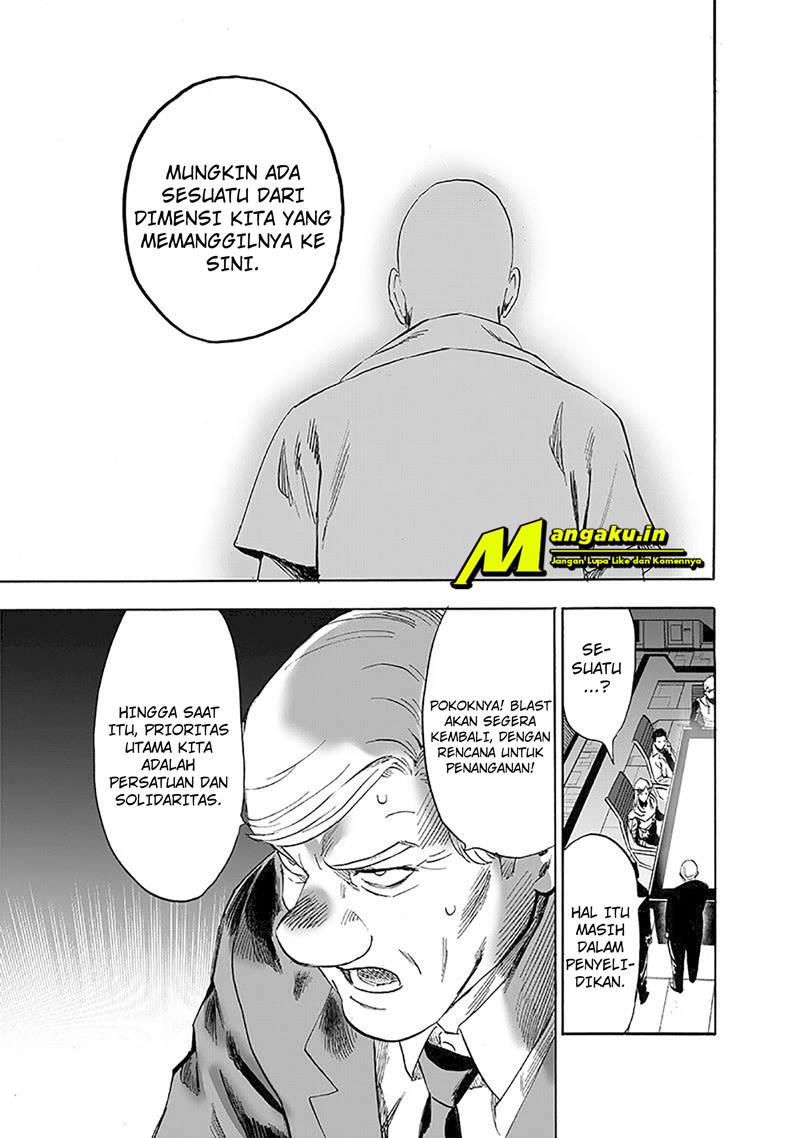 MUNGKIN ADA
SESUATU DARI
DIMENSI KITA YANG
MEMANGGILNYA KE
SINI.
Mangaku.in
Jangan Lupa Like dan Komennya
SE-
SUATU
...?
HAL ITU
MASIH
DALAM
PENYELI-
DIKAN.
POKOKNYA! BLAST
AKAN SEGERA
KEMBALI, DENGAN
RENCANA UNTUK
PENANGANAN!
HINGGA SAAT
ITU, PRIORITAS
UTAMA KITA
ADALAH
PERSATUAN DAN
SOLIDARITAS.